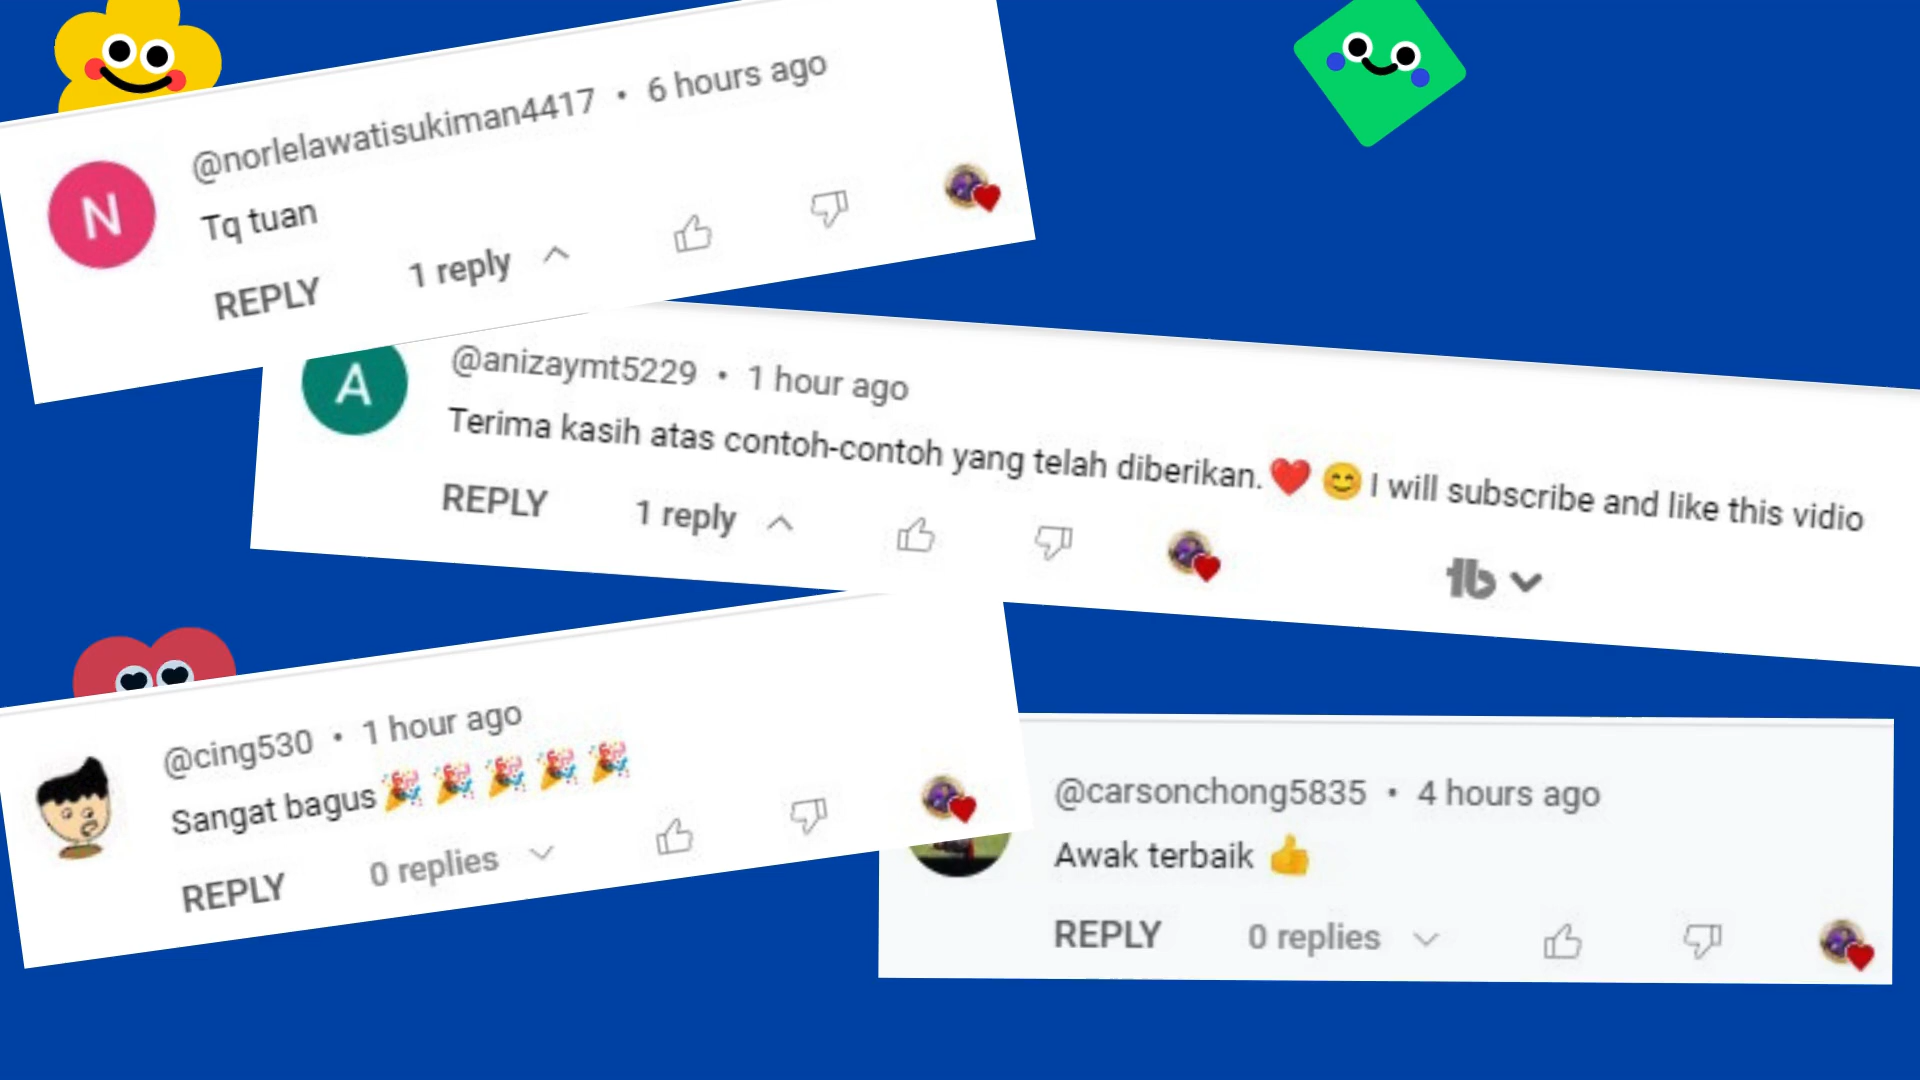 @norlelawatisukiman4417 • 6 hours ago
N
Tq tuan
REPLY 1 reply
@anizaymt5229 • 1 hour ago
A
Terima kasih atas contoh-contoh yang telah diberikan. ❤️ 😊 I will subscribe and like this vidio
REPLY 1 reply
tb
@cing530 • 1 hour ago
Sangat bagus🎉 🎉 🎉 🎉 🎉
REPLY 0 replies
@carsonchong5835 • 4 hours ago
Awak terbaik 👍
REPLY 0 replies